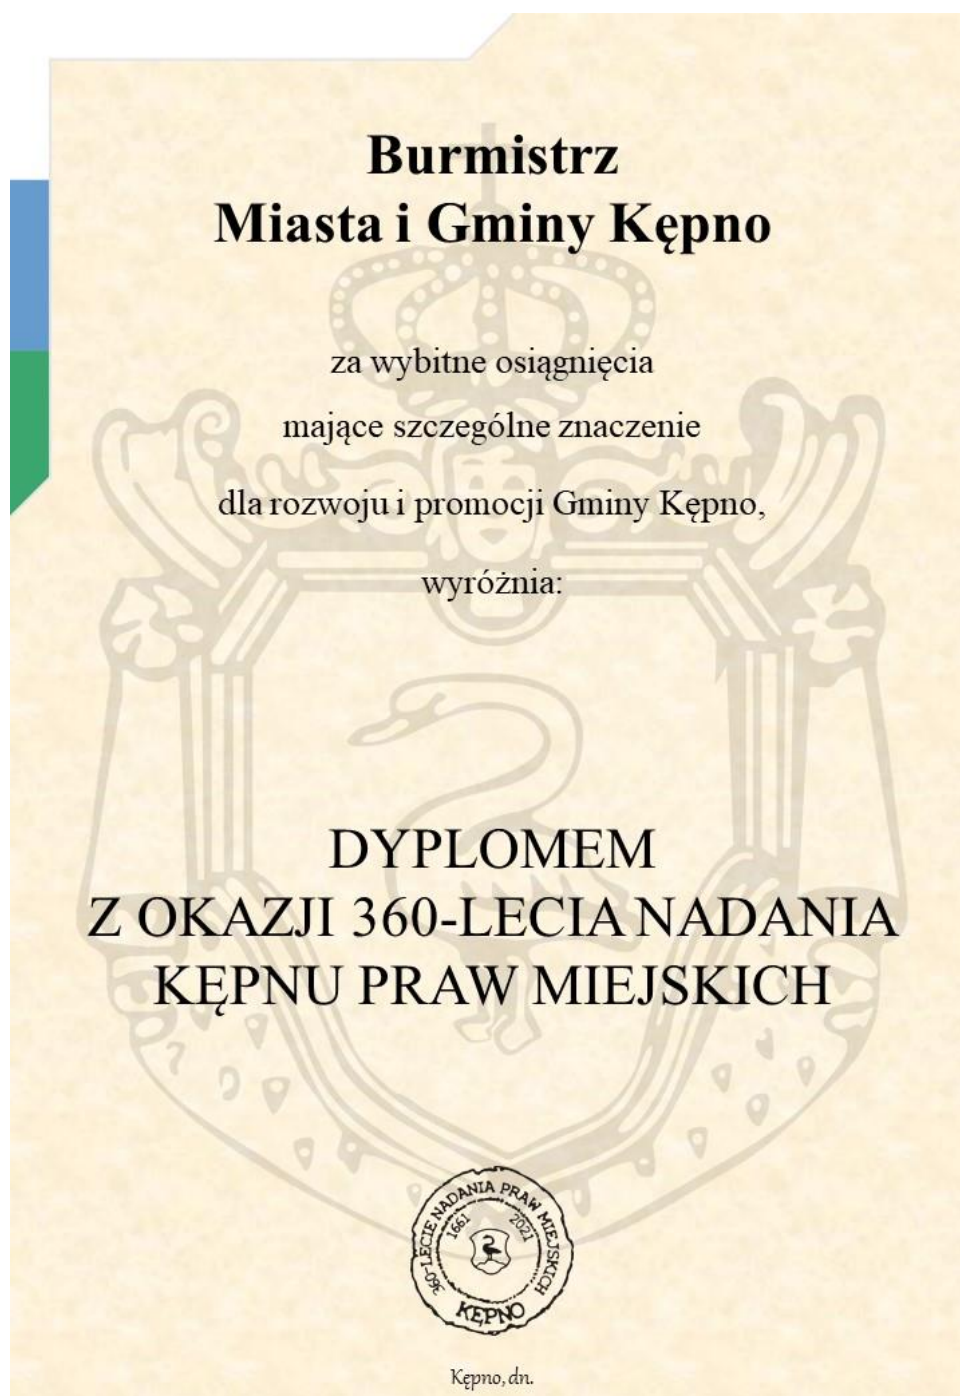 Burmistrz
Miasta i Gminy Kępno
za wybitne osiągnięcia
mające szczególne znaczenie
dla rozwoju i promocji Gminy Kępno,
wyróżnia:
DYPLOMEM
Z OKAZJI 360-LECIA NADANIA
KĘPNU PRAW MIEJSKICH
360-LECIE NADANIA PRAW MIEJSKICH
1661 2021
KĘPNO
Kępno, dn.